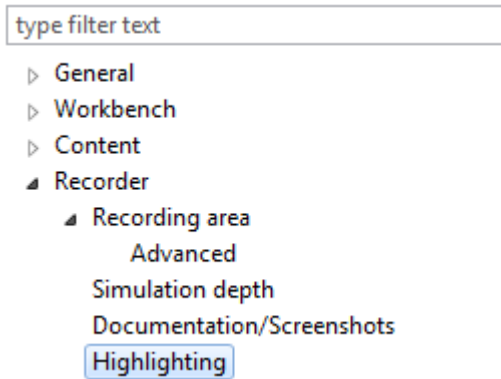 type filter text
General
Workbench
Content
Recorder
Recording area
Advanced
Simulation depth
Documentation/Screenshots
Highlighting